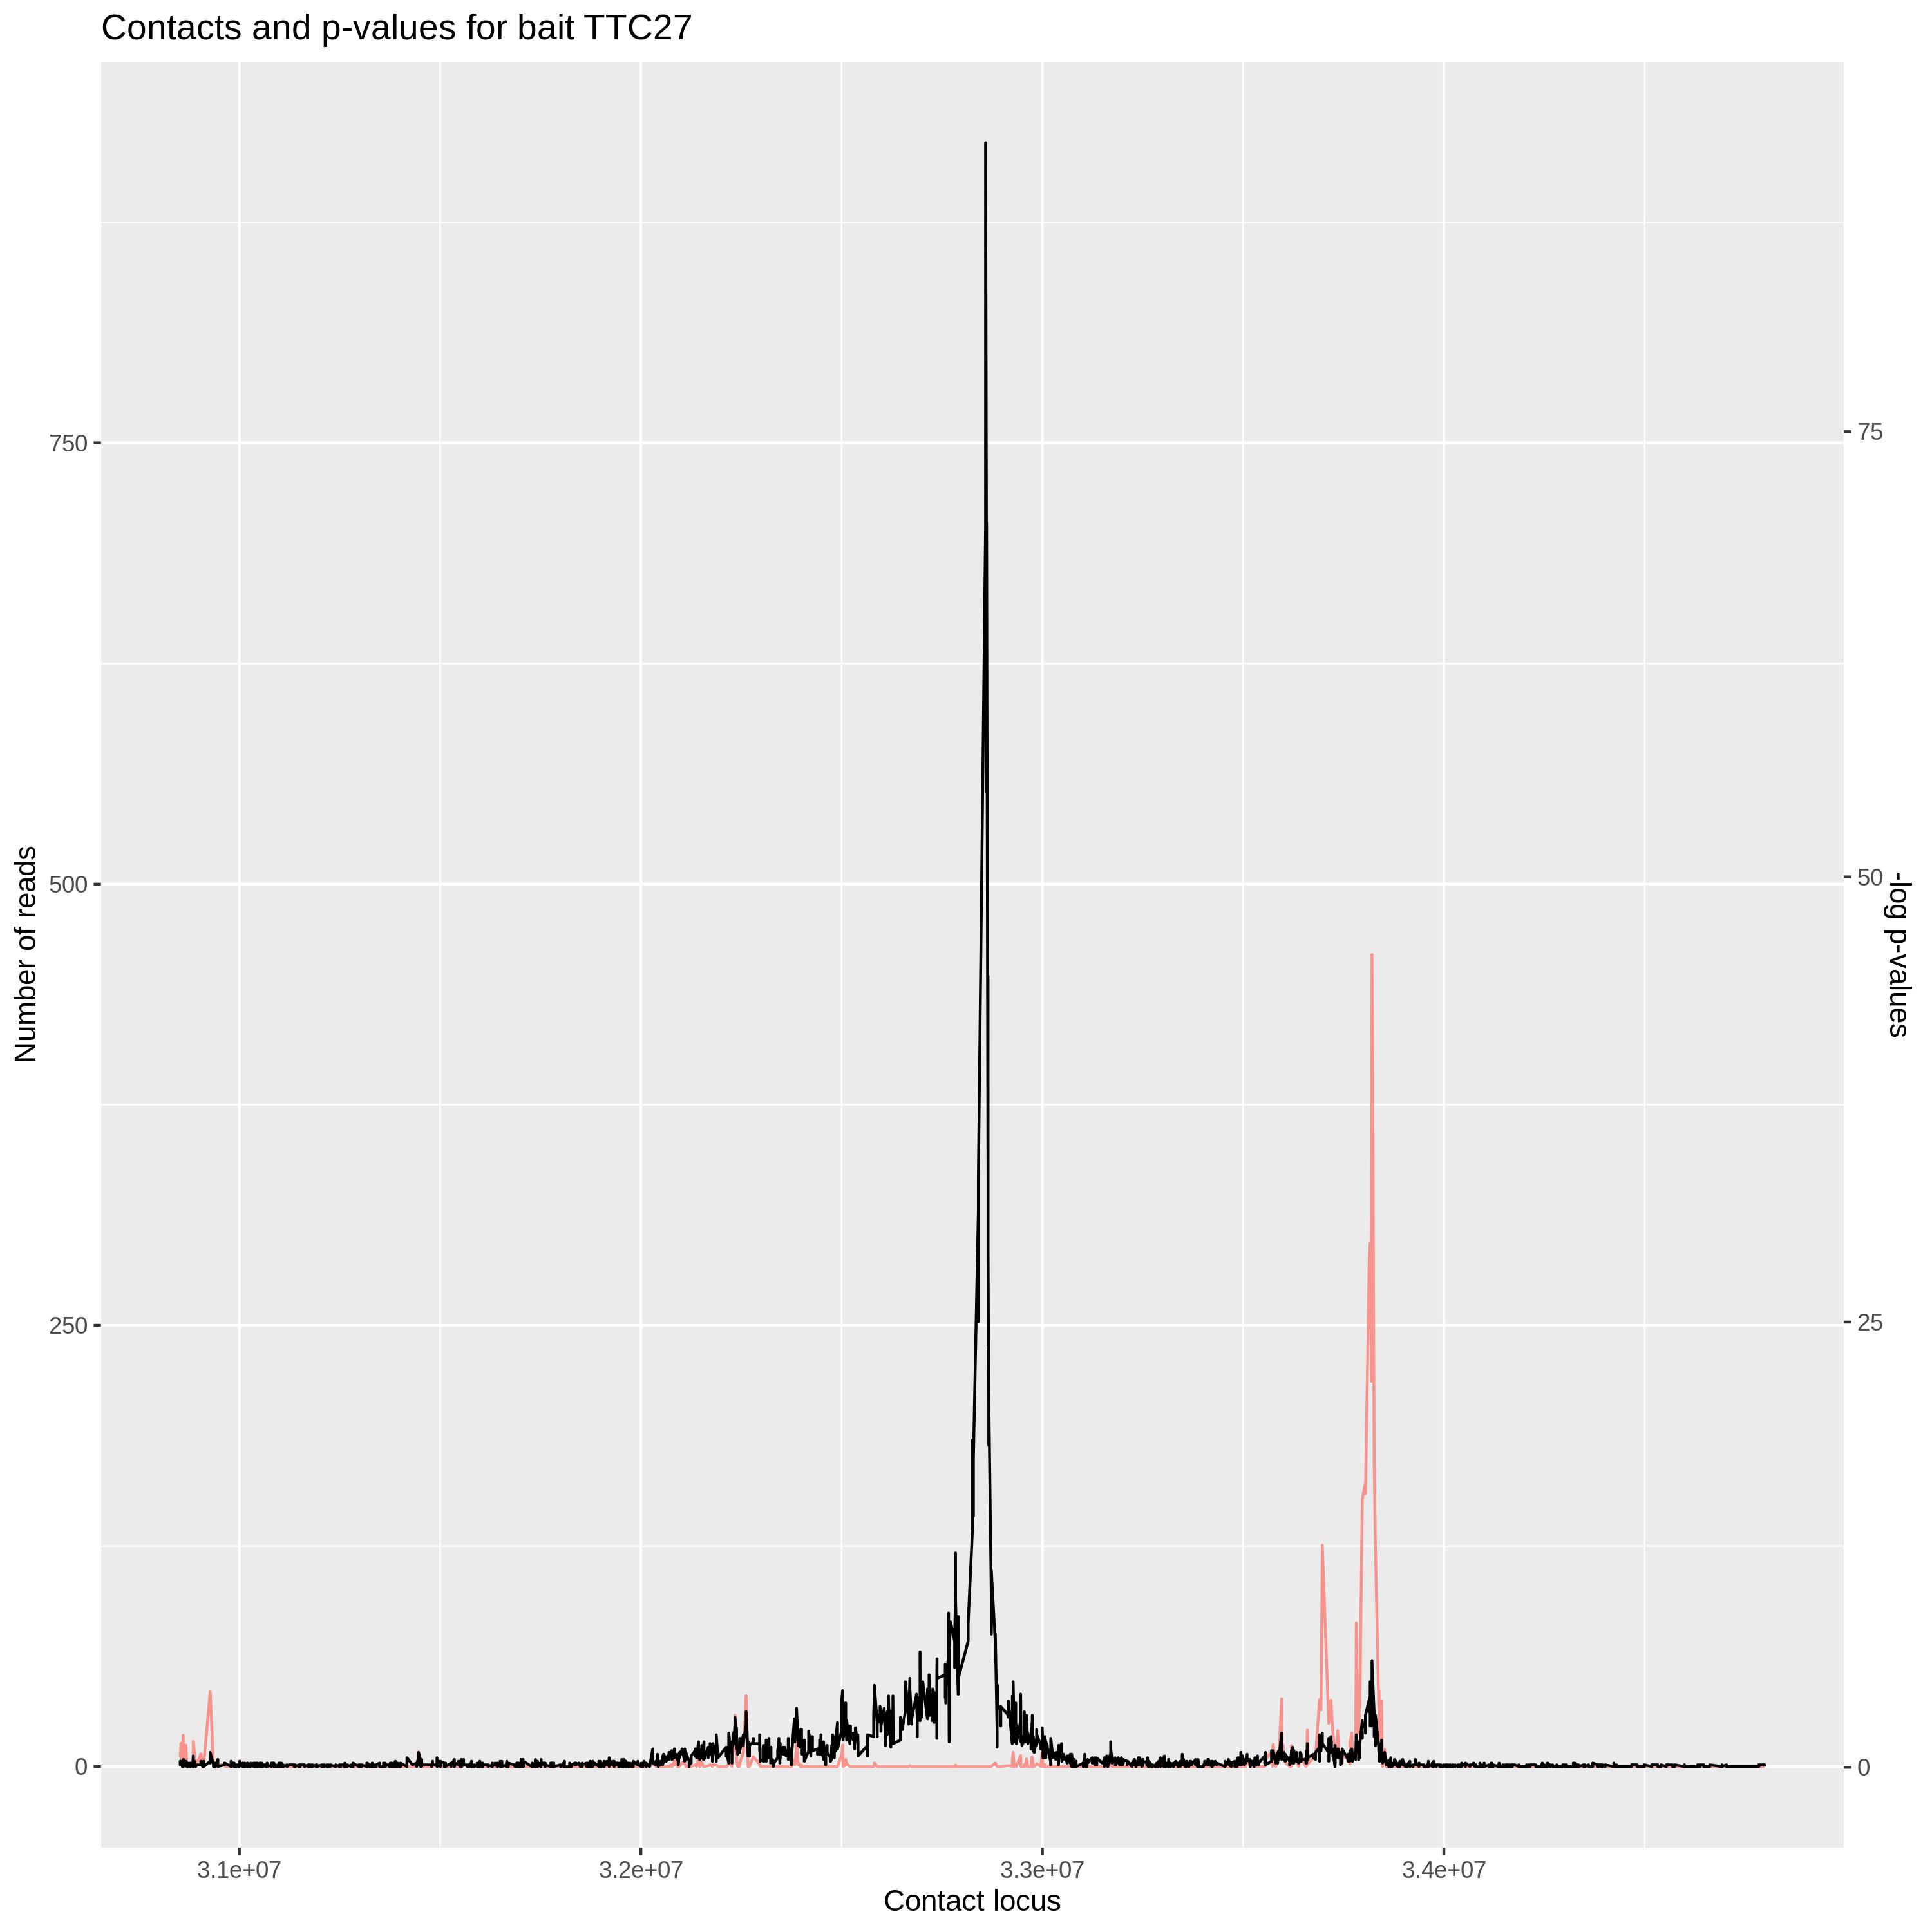 Contacts and p-values for bait TTC27
Number of reads
750
500
250
0
75
50
25
0
-log p-values
3.1e+07
3.2e+07
3.3e+07
3.4e+07
Contact locus